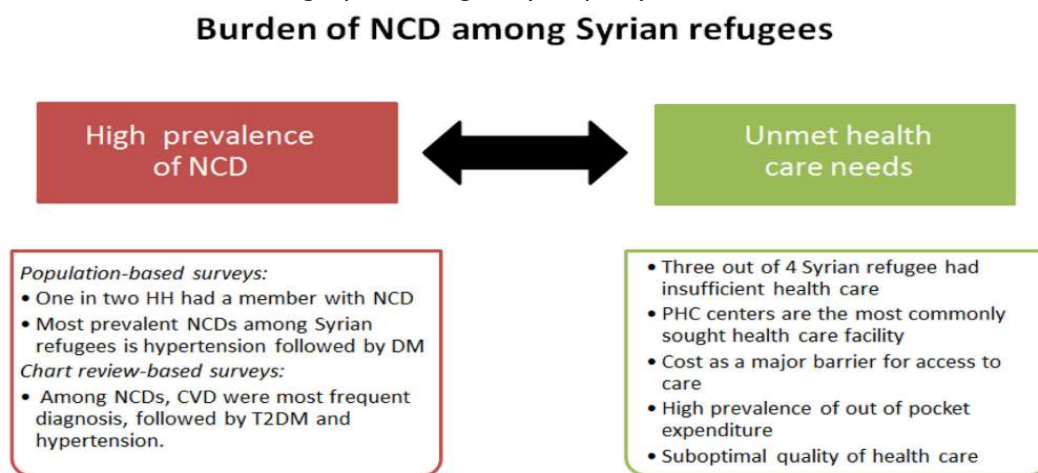 Burden of NCD among Syrian refugees
High prevalence
of NCD
Unmet health
care needs
Population-based surveys:
• One in two HH had a member with NCD
• Most prevalent NCDs among Syrian
refugees is hypertension followed by DM
Chart review-based surveys:
• Among NCDs, CVD were most frequent
diagnosis, followed by T2DM and
hypertension.
• Three out of 4 Syrian refugee had
insufficient health care
• PHC centers are the most commonly
sought health care facility
• Cost as a major barrier for access to
care
• High prevalence of out of pocket
expenditure
• Suboptimal quality of health care